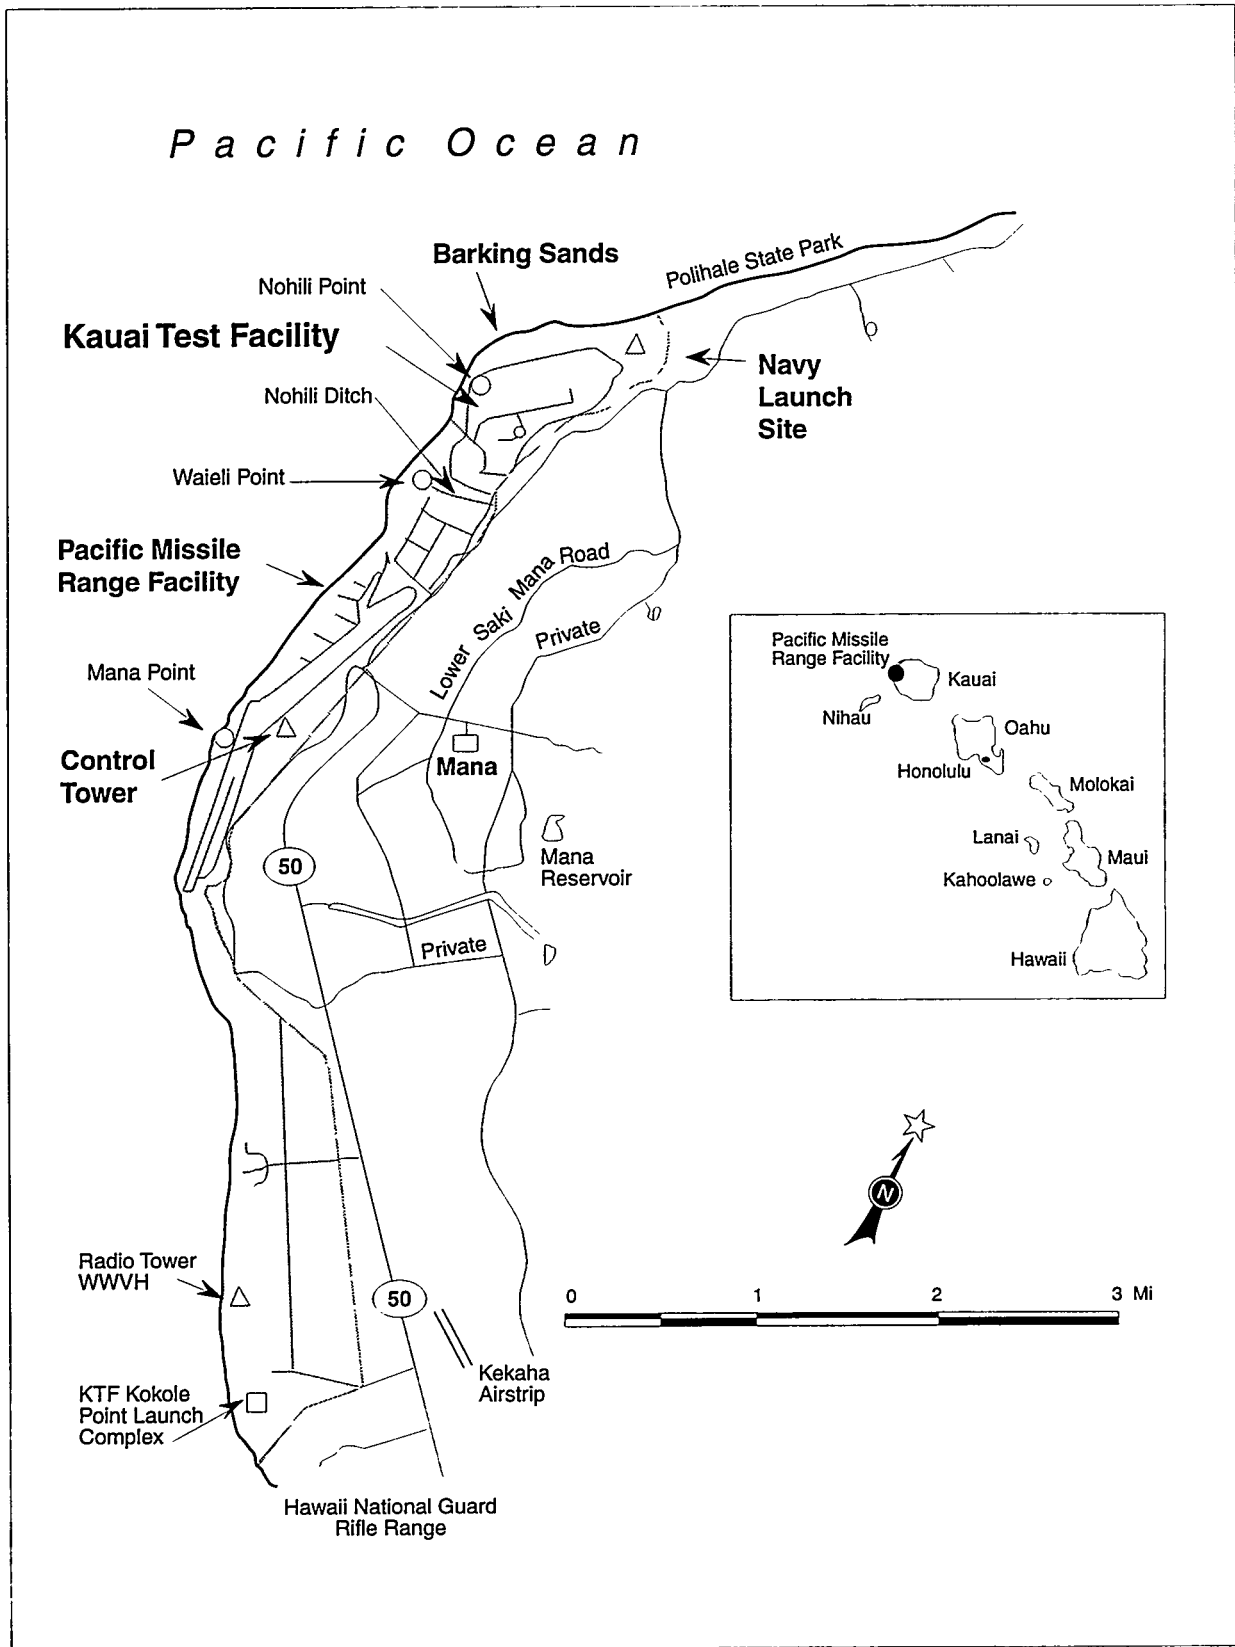 Pacific Ocean
Barking Sands
Polihale State Park
Nohili Point
Kauai Test Facility
Navy
Launch
Site
Nohili Ditch
Waieli Point
Pacific Missile
Range Facility
Lower Saki Mana Road
Private
Mana Point
Control
Tower
Mana
50
Mana
Reservoir
Private
Pacific Missile
Range Facility
Kauai
Nihau
Oahu
Honolulu
Molokai
Lanai
Maui
Kahoolawe
Hawaii
N
Radio Tower
WWVH
50
0 1 2 3 Mi
Kekaha
Airstrip
KTF Kokole
Point Launch
Complex
Hawaii National Guard
Rifle Range